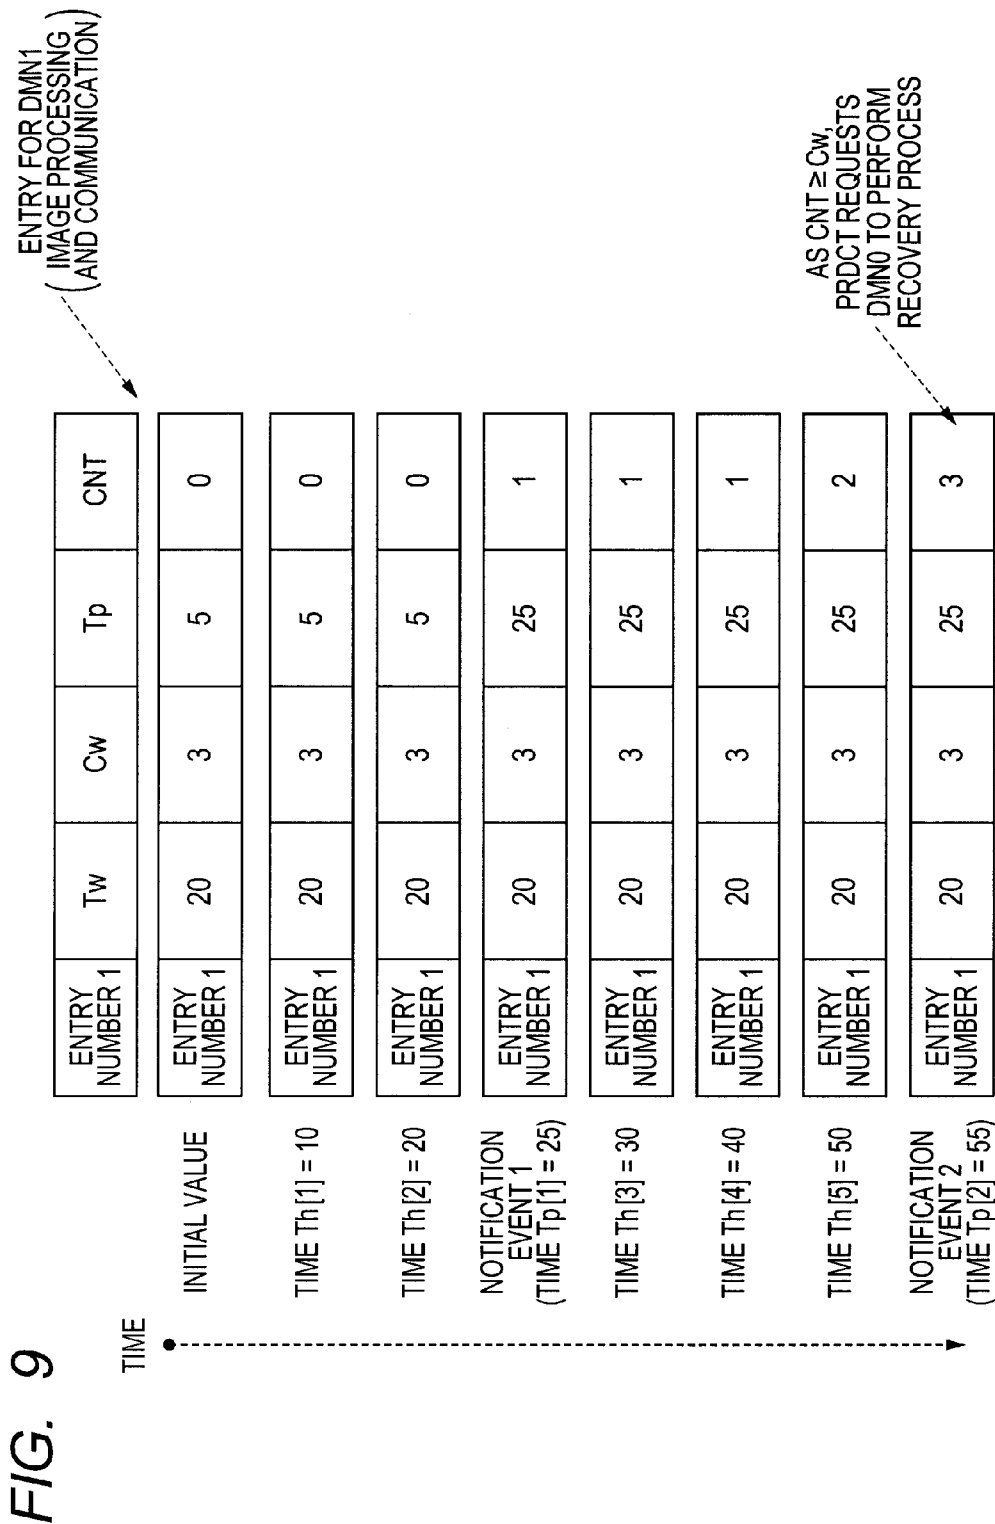 FIG. 9
ENTRY FOR DMN1
(IMAGE PROCESSING
AND COMMUNICATION)
TIME
ENTRY
NUMBER 1 Tw Cw Tp CNT
INITIAL VALUE ENTRY
NUMBER 1 20 3 5 0
TIME Th[1] = 10 ENTRY
NUMBER 1 20 3 5 0
TIME Th[2] = 20 ENTRY
NUMBER 1 20 3 5 0
NOTIFICATION
EVENT 1
(TIME Tp[1] = 25) ENTRY
NUMBER 1 20 3 25 1
TIME Th[3] = 30 ENTRY
NUMBER 1 20 3 25 1
TIME Th[4] = 40 ENTRY
NUMBER 1 20 3 25 1
TIME Th[5] = 50 ENTRY
NUMBER 1 20 3 25 2
NOTIFICATION
EVENT 2
(TIME Tp[2] = 55) ENTRY
NUMBER 1 20 3 25 3
AS CNT ≥ Cw,
PRDCT REQUESTS
DMN0 TO PERFORM
RECOVERY PROCESS